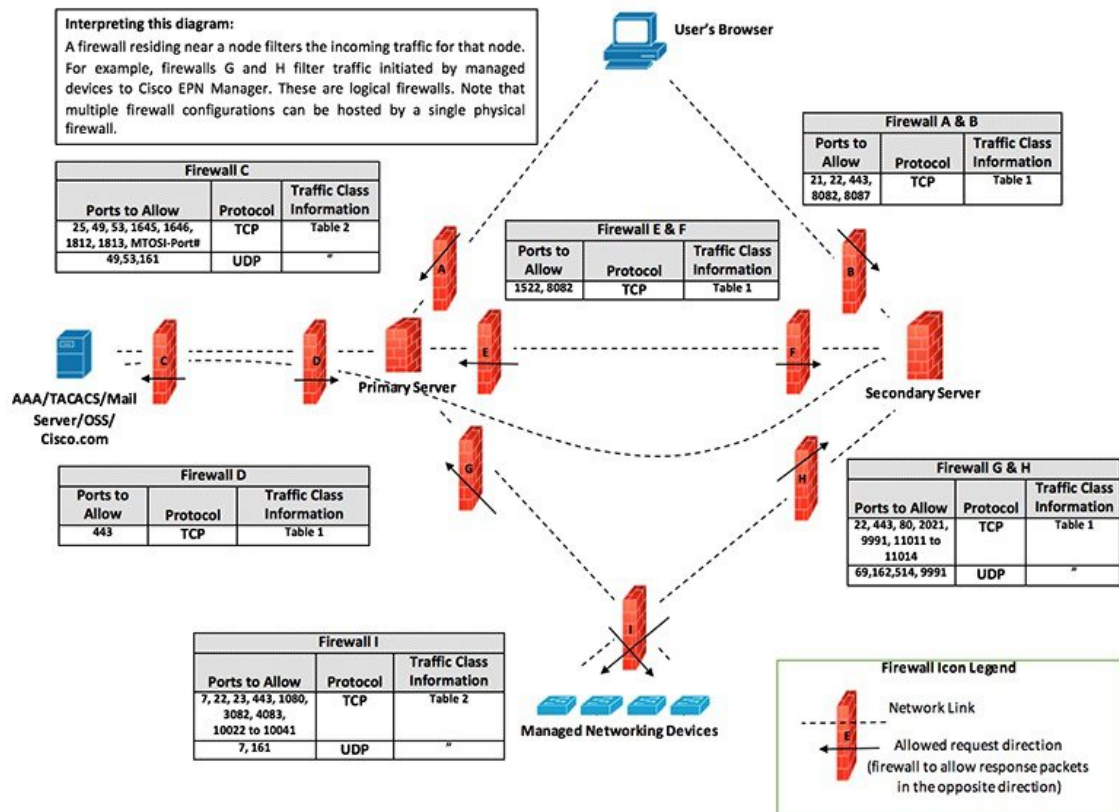 Interpreting this diagram:
A firewall residing near a node filters the incoming traffic for that node.
For example, firewalls G and H filter traffic initiated by managed
devices to Cisco EPN Manager. These are logical firewalls. Note that
multiple firewall configurations can be hosted by a single physical
firewall.
User's Browser
Firewall A & B
Ports to Allow Protocol Traffic Class Information
21, 22, 443, 8082, 8087 TCP Table 1
Firewall C
Ports to Allow Protocol Traffic Class Information
25, 49, 53, 1645, 1646, 1812, 1813, MTOSI-Port# TCP Table 2
49,53,161 UDP "
Firewall E & F
Ports to Allow Protocol Traffic Class Information
1522, 8082 TCP Table 1
A
B
C
D
E
F
Primary Server
Secondary Server
AAA/TACACS/Mail
Server/OSS/
Cisco.com
G
H
Firewall D
Ports to Allow Protocol Traffic Class Information
443 TCP Table 1
Firewall G & H
Ports to Allow Protocol Traffic Class Information
22, 443, 80, 2021, 9991, 11011 to 11014 TCP Table 1
69,162,514, 9991 UDP "
I
Firewall I
Ports to Allow Protocol Traffic Class Information
7, 22, 23, 443, 1080, 3082, 4083, 10022 to 10041 TCP Table 2
7, 161 UDP "
Managed Networking Devices
Firewall Icon Legend
Network Link
E
Allowed request direction
(firewall to allow response packets
in the opposite direction)